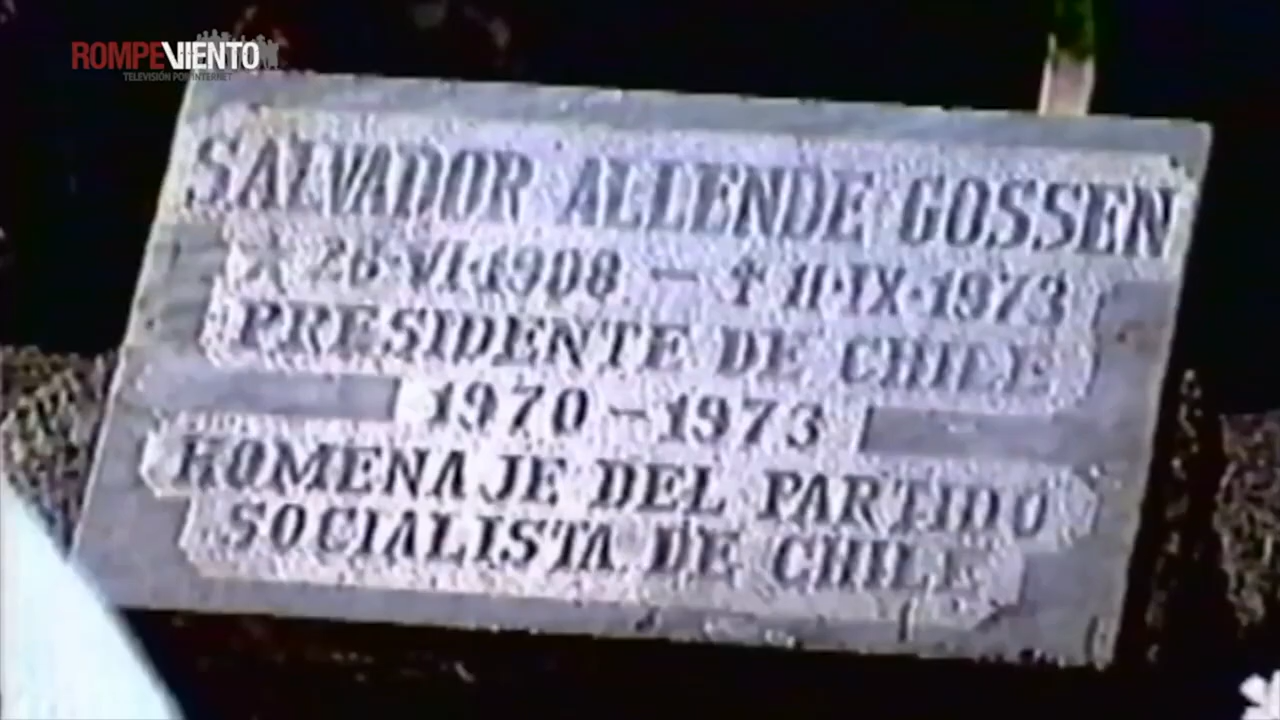 ROMPEVIENTO
TELEVISIÓN POR INTERNET
SALVADOR ALLENDE GOSSEN
26·VI·1908 – † 11·IX·1973
PRESIDENTE DE CHILE
1970 – 1973
HOMENAJE DEL PARTIDO
SOCIALISTA DE CHILE